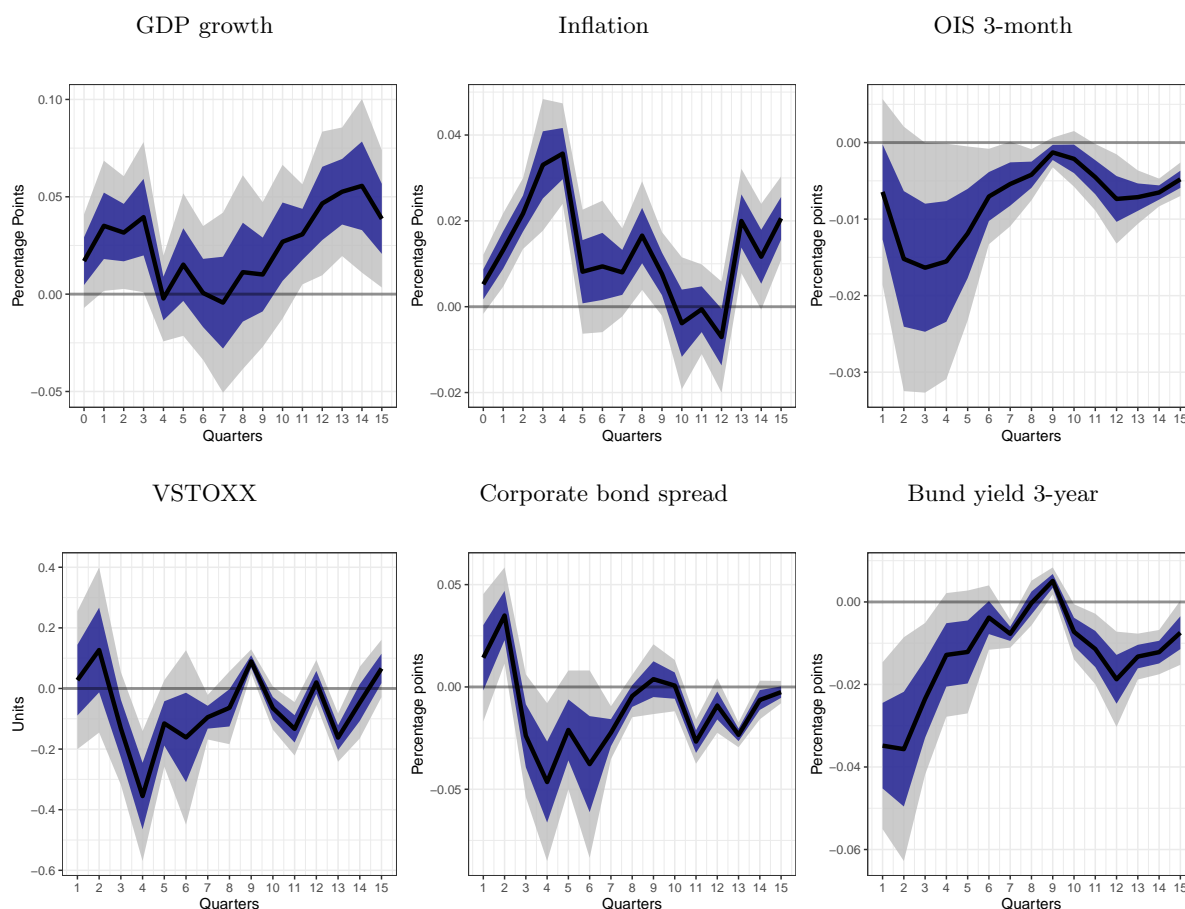 GDP growth
Percentage Points
0.10
0.05
0.00
−0.05
0 1 2 3 4 5 6 7 8 9 10 11 12 13 14 15
Quarters
Inflation
Percentage Points
0.04
0.02
0.00
−0.02
0 1 2 3 4 5 6 7 8 9 10 11 12 13 14 15
Quarters
OIS 3-month
Percentage points
0.00
−0.01
−0.02
−0.03
1 2 3 4 5 6 7 8 9 10 11 12 13 14 15
Quarters
VSTOXX
Units
0.4
0.2
0.0
−0.2
−0.4
−0.6
1 2 3 4 5 6 7 8 9 10 11 12 13 14 15
Quarters
Corporate bond spread
Percentage points
0.05
0.00
−0.05
1 2 3 4 5 6 7 8 9 10 11 12 13 14 15
Quarters
Bund yield 3-year
Percentage points
0.00
−0.02
−0.04
−0.06
1 2 3 4 5 6 7 8 9 10 11 12 13 14 15
Quarters